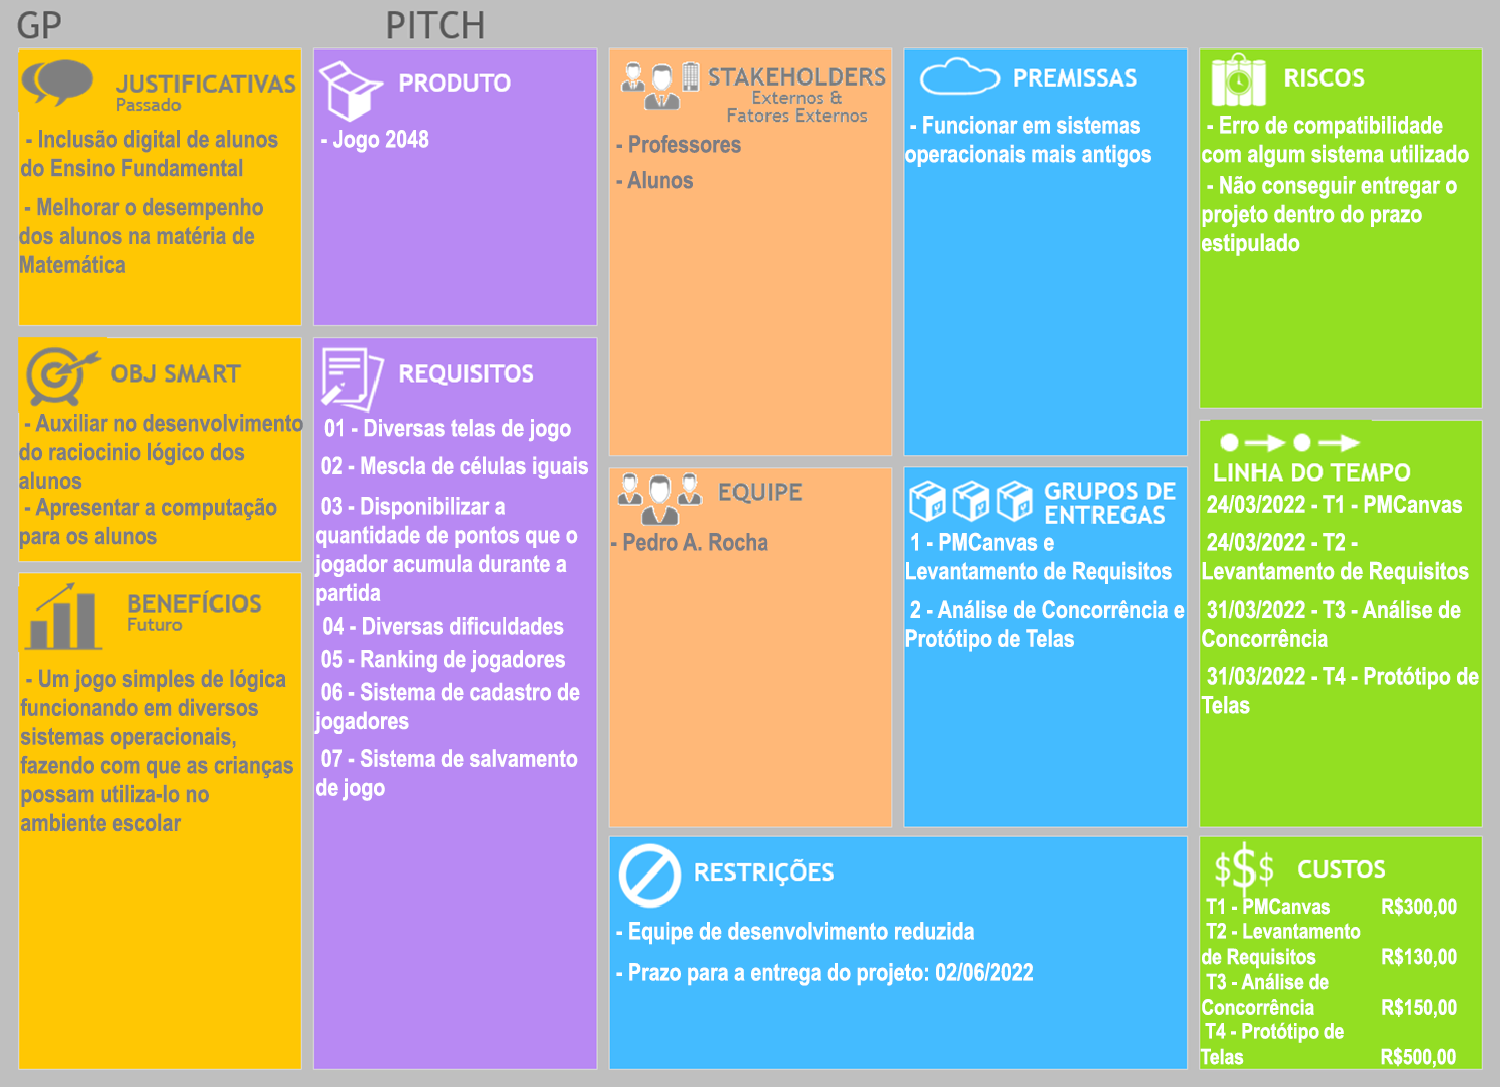 GP
PITCH
JUSTIFICATIVAS
Passado
- Inclusão digital de alunos
do Ensino Fundamental
- Melhorar o desempenho
dos alunos na matéria de
Matemática
OBJ SMART
- Auxiliar no desenvolvimento
do raciocinio lógico dos
alunos
- Apresentar a computação
para os alunos
BENEFÍCIOS
Futuro
- Um jogo simples de lógica
funcionando em diversos
sistemas operacionais,
fazendo com que as crianças
possam utiliza-lo no
ambiente escolar
PRODUTO
- Jogo 2048
REQUISITOS
01 - Diversas telas de jogo
02 - Mescla de células iguais
03 - Disponibilizar a
quantidade de pontos que o
jogador acumula durante a
partida
04 - Diversas dificuldades
05 - Ranking de jogadores
06 - Sistema de cadastro de
jogadores
07 - Sistema de salvamento
de jogo
STAKEHOLDERS
Externos &
Fatores Externos
- Professores
- Alunos
EQUIPE
- Pedro A. Rocha
PREMISSAS
- Funcionar em sistemas
operacionais mais antigos
GRUPOS DE
ENTREGAS
1 - PMCanvas e
Levantamento de Requisitos
2 - Análise de Concorrência e
Protótipo de Telas
RESTRIÇÕES
- Equipe de desenvolvimento reduzida
- Prazo para a entrega do projeto: 02/06/2022
RISCOS
- Erro de compatibilidade
com algum sistema utilizado
- Não conseguir entregar o
projeto dentro do prazo
estipulado
LINHA DO TEMPO
24/03/2022 - T1 - PMCanvas
24/03/2022 - T2 -
Levantamento de Requisitos
31/03/2022 - T3 - Análise de
Concorrência
31/03/2022 - T4 - Protótipo de
Telas
$$$ CUSTOS
T1 - PMCanvas R$300,00
T2 - Levantamento
de Requisitos R$130,00
T3 - Análise de
Concorrência R$150,00
T4 - Protótipo de
Telas R$500,00